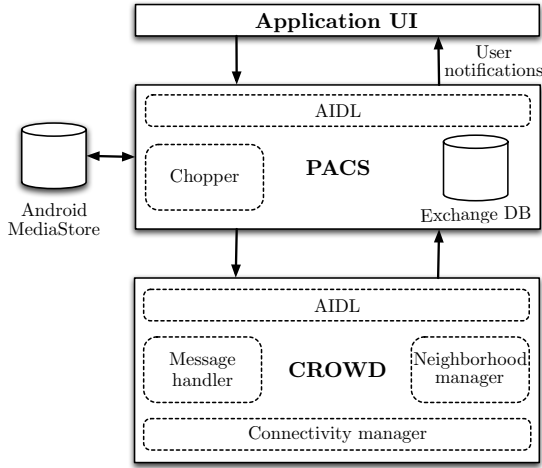 Application UI
User
notifications
AIDL
Chopper
PACS
Exchange DB
Android
MediaStore
AIDL
Message
handler
CROWD
Neighborhood
manager
Connectivity manager